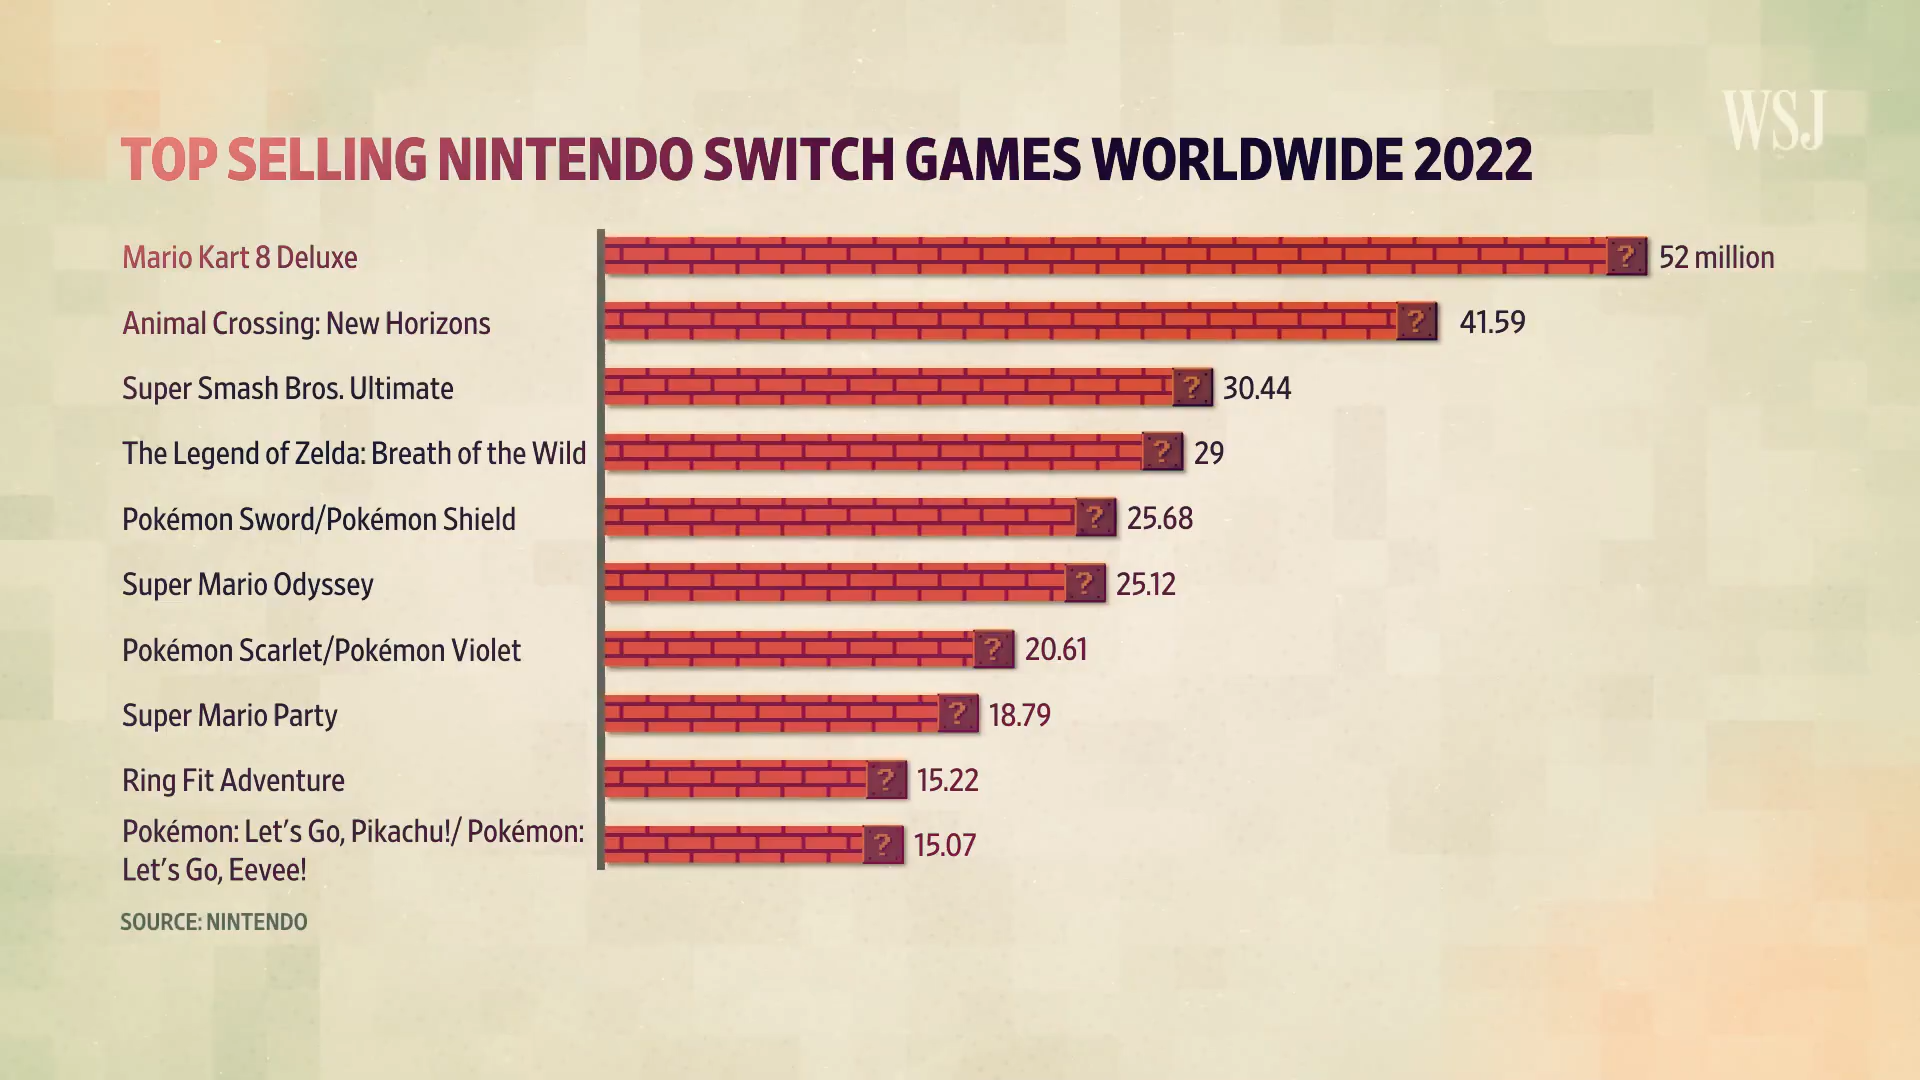 WSJ
TOP SELLING NINTENDO SWITCH GAMES WORLDWIDE 2022
Mario Kart 8 Deluxe ? 52 million
Animal Crossing: New Horizons ? 41.59
Super Smash Bros. Ultimate ? 30.44
The Legend of Zelda: Breath of the Wild ? 29
Pokémon Sword/Pokémon Shield ? 25.68
Super Mario Odyssey ? 25.12
Pokémon Scarlet/Pokémon Violet ? 20.61
Super Mario Party ? 18.79
Ring Fit Adventure ? 15.22
Pokémon: Let's Go, Pikachu!/ Pokémon:
Let's Go, Eevee! ? 15.07
SOURCE: NINTENDO